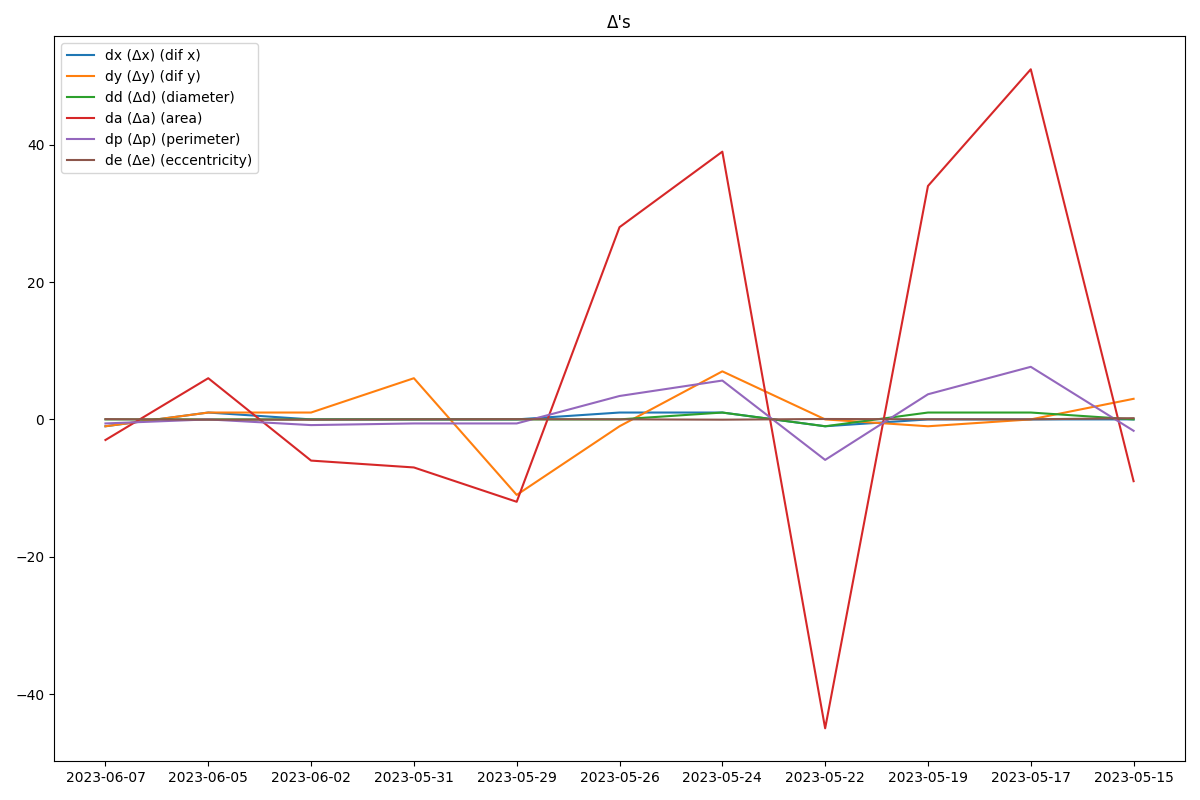 Δ's
dx (Δx) (dif x)
dy (Δy) (dif y)
dd (Δd) (diameter)
da (Δa) (area)
dp (Δp) (perimeter)
de (Δe) (eccentricity)
40
20
0
−20
−40
2023-06-07 2023-06-05 2023-06-02 2023-05-31 2023-05-29 2023-05-26 2023-05-24 2023-05-22 2023-05-19 2023-05-17 2023-05-15